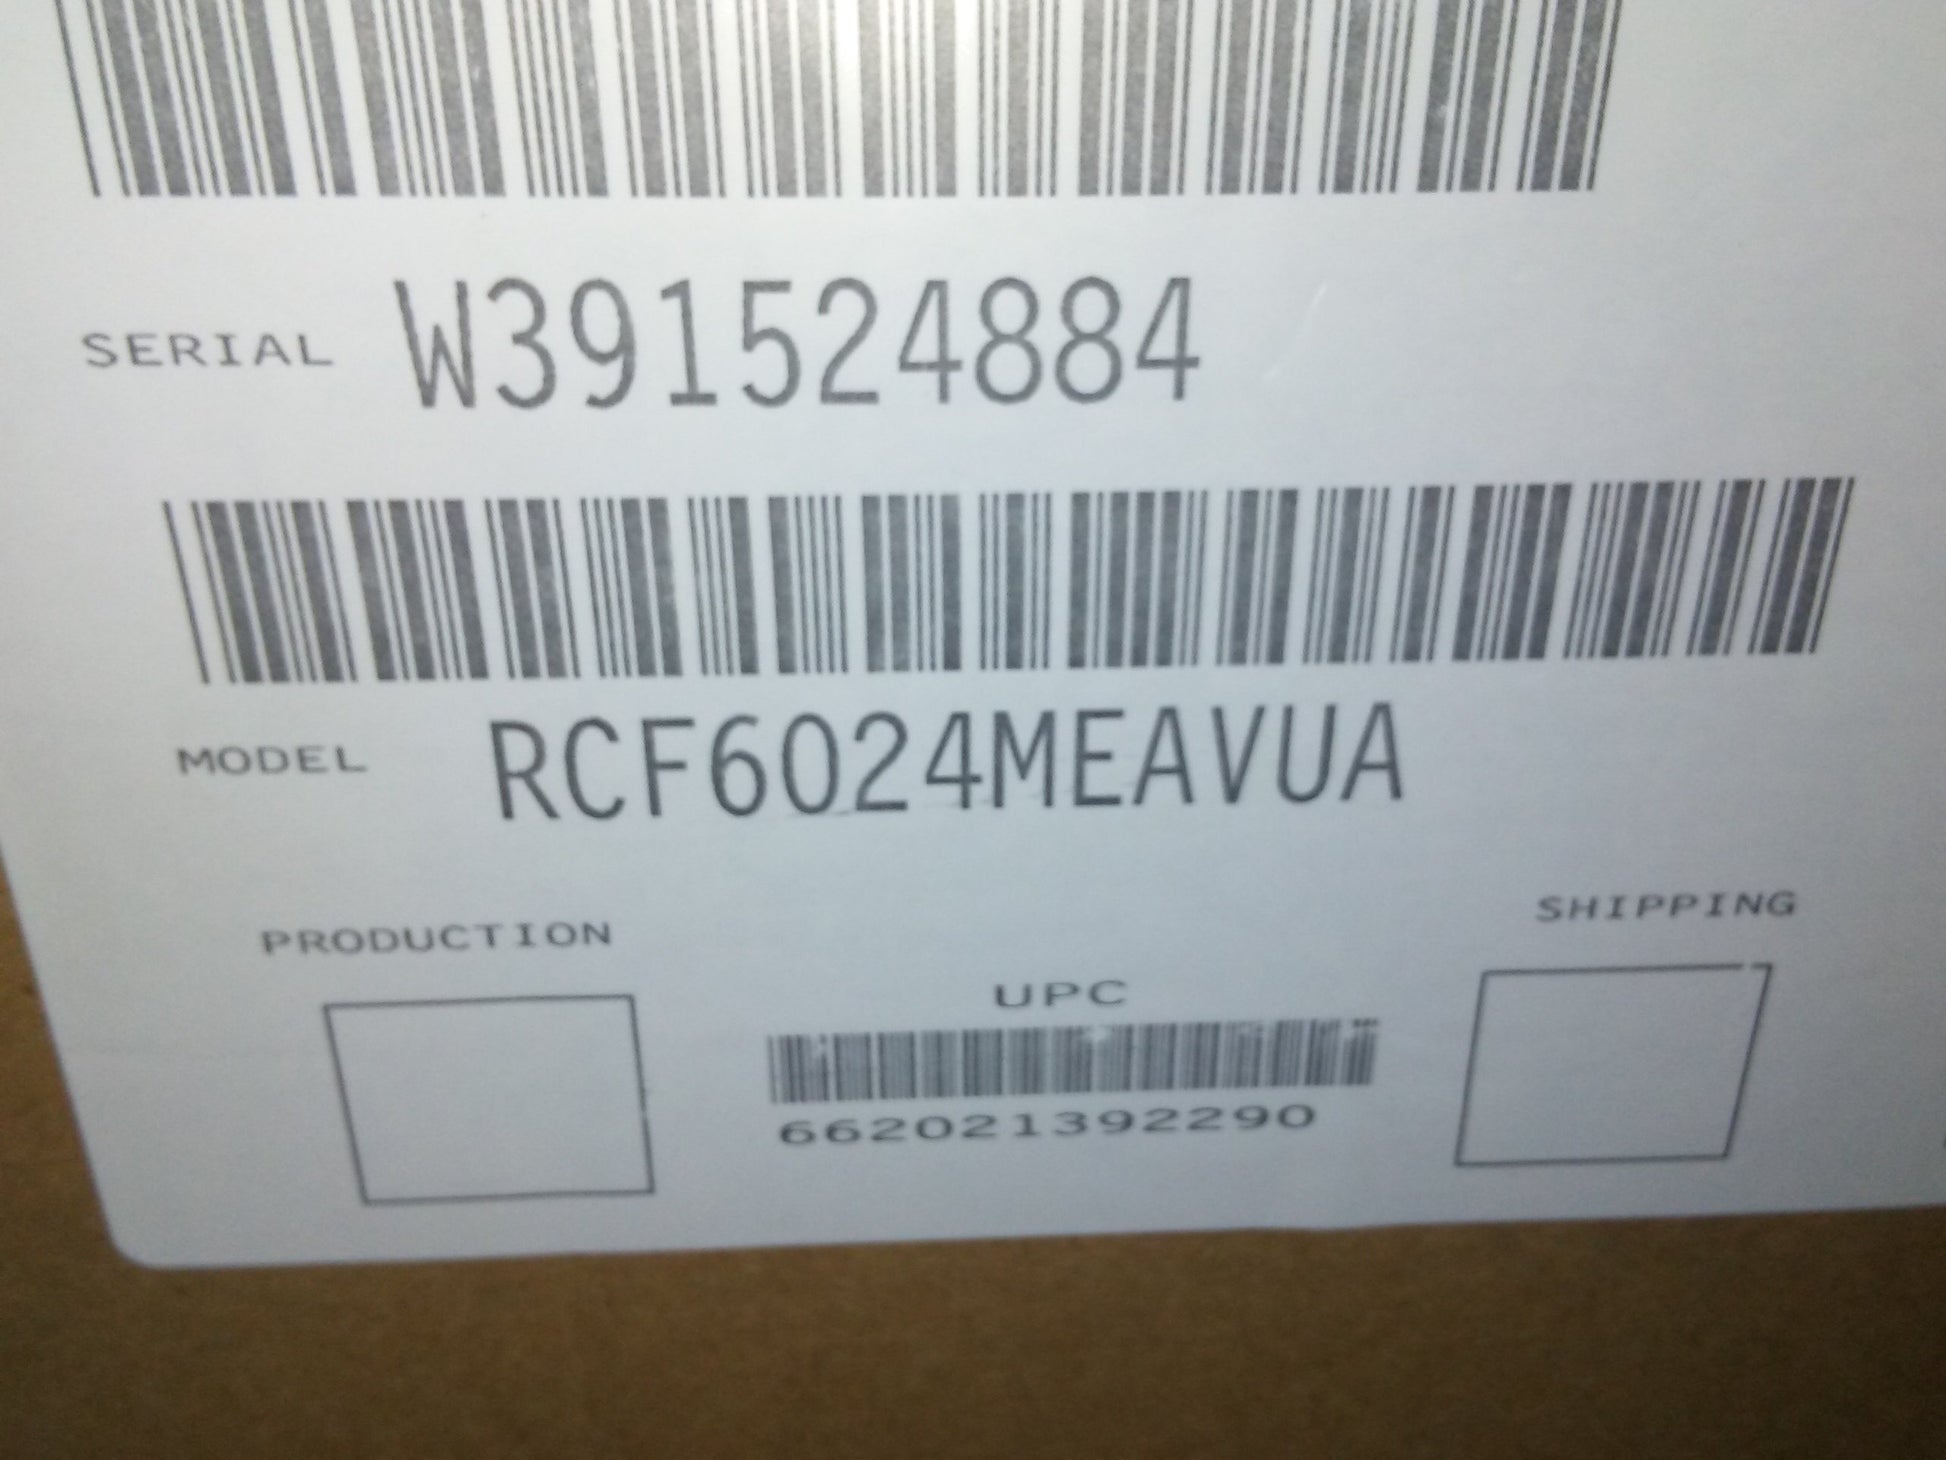 SERIAL W391524884
MODEL RCF6024MEAVUA
PRODUCTION
SHIPPING
UPC
662021392290